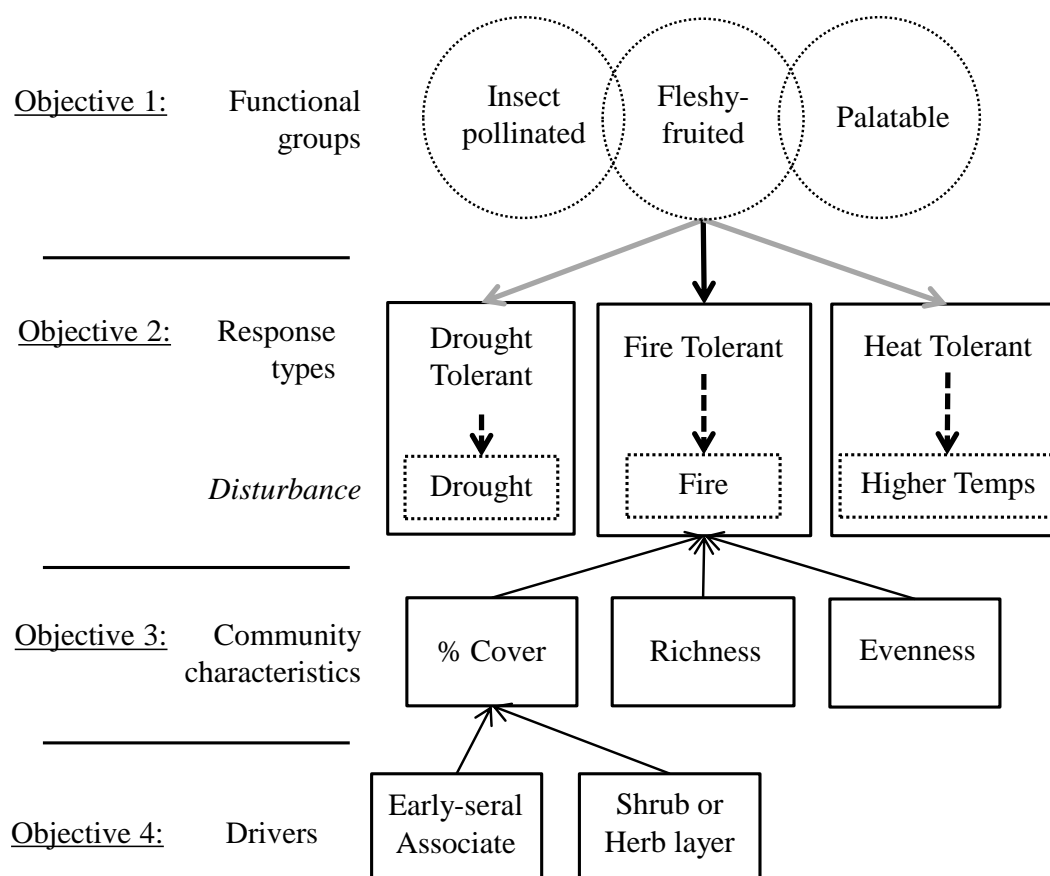 Objective 1:
Functional
groups
Insect
pollinated
Fleshy-
fruited
Palatable
Objective 2:
Response
types
Drought
Tolerant
Fire Tolerant
Heat Tolerant
Disturbance
Drought
Fire
Higher Temps
Objective 3:
Community
characteristics
% Cover
Richness
Evenness
Objective 4:
Drivers
Early-seral
Associate
Shrub or
Herb layer